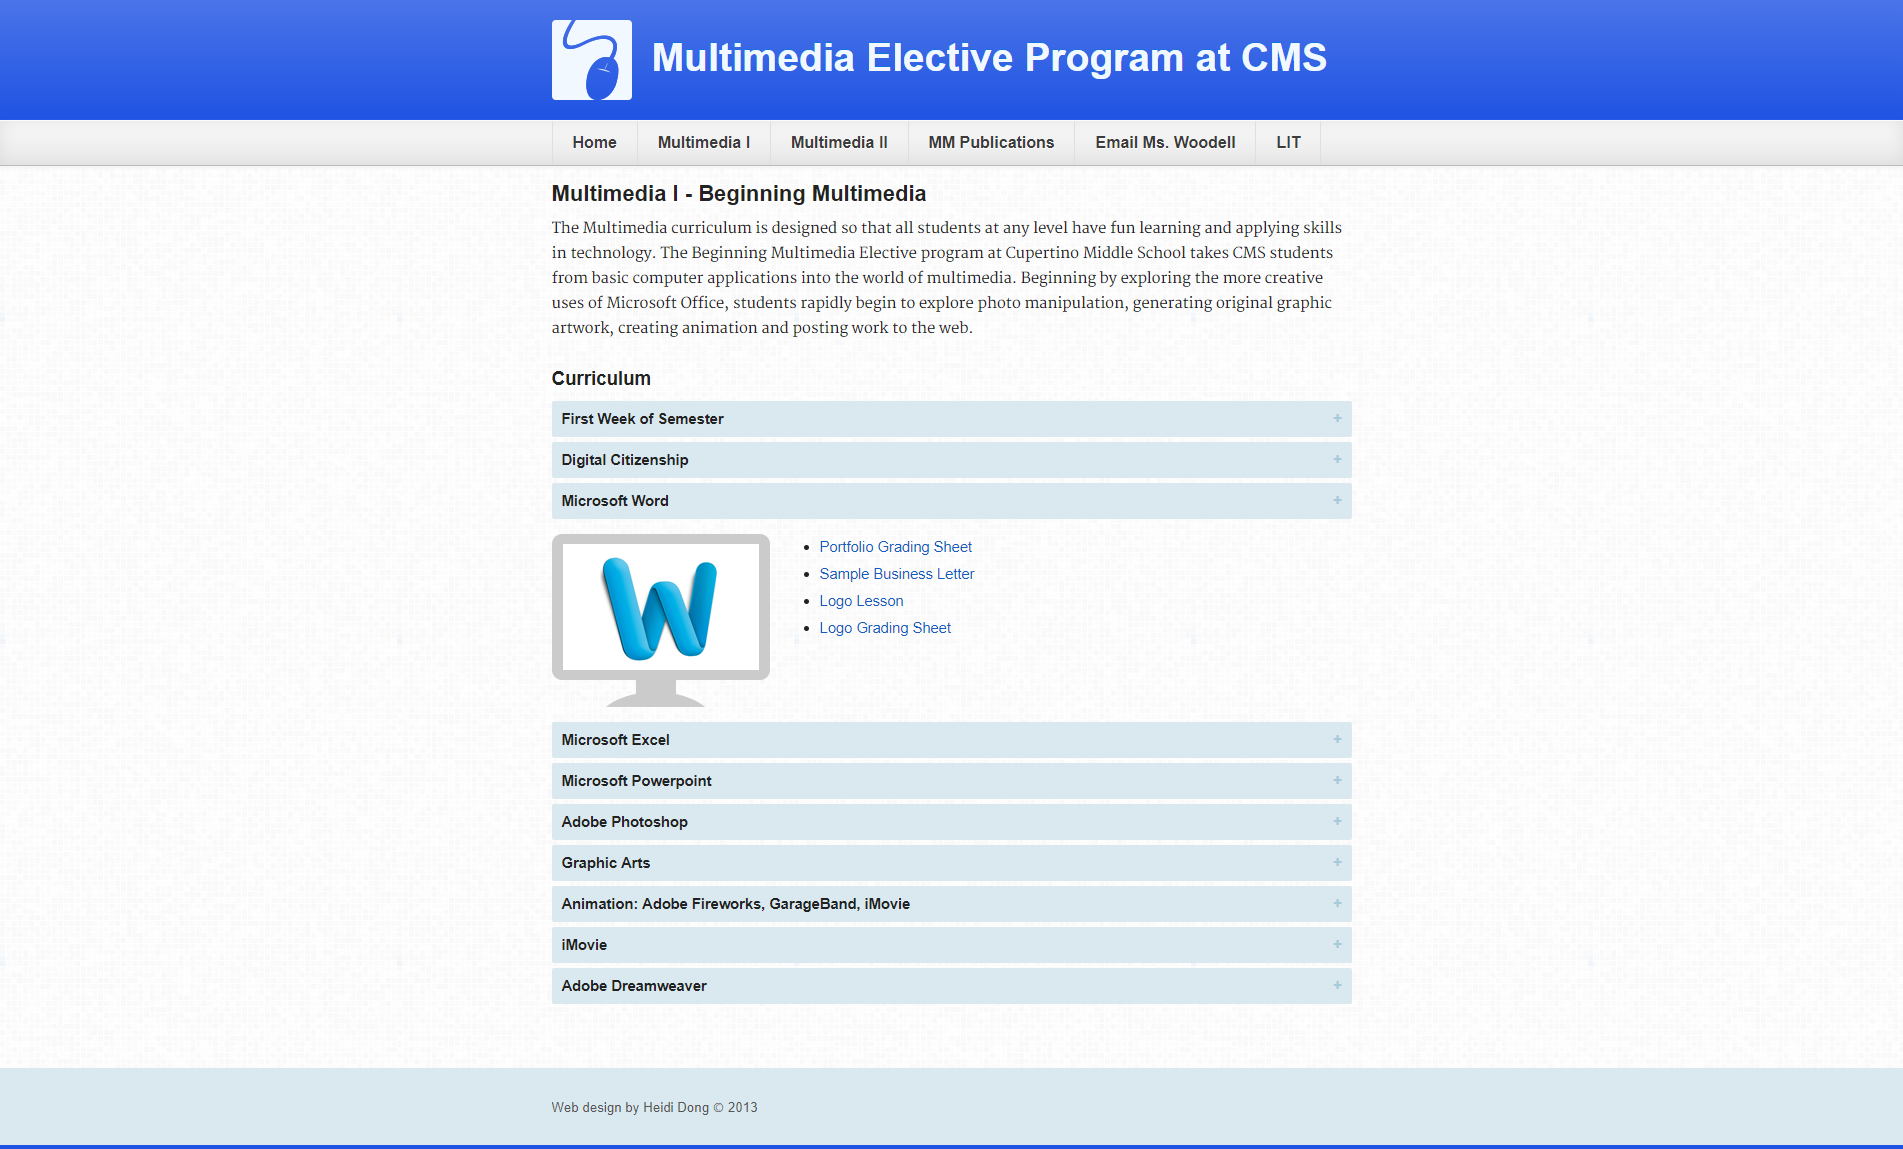 Multimedia Elective Program at CMS
Home Multimedia I Multimedia II MM Publications Email Ms. Woodell LIT
Multimedia I - Beginning Multimedia
The Multimedia curriculum is designed so that all students at any level have fun learning and applying skills
in technology. The Beginning Multimedia Elective program at Cupertino Middle School takes CMS students
from basic computer applications into the world of multimedia. Beginning by exploring the more creative
uses of Microsoft Office, students rapidly begin to explore photo manipulation, generating original graphic
artwork, creating animation and posting work to the web.
Curriculum
First Week of Semester +
Digital Citizenship +
Microsoft Word +
W
• Portfolio Grading Sheet
• Sample Business Letter
• Logo Lesson
• Logo Grading Sheet
Microsoft Excel +
Microsoft Powerpoint +
Adobe Photoshop +
Graphic Arts +
Animation: Adobe Fireworks, GarageBand, iMovie +
iMovie +
Adobe Dreamweaver +
Web design by Heidi Dong © 2013